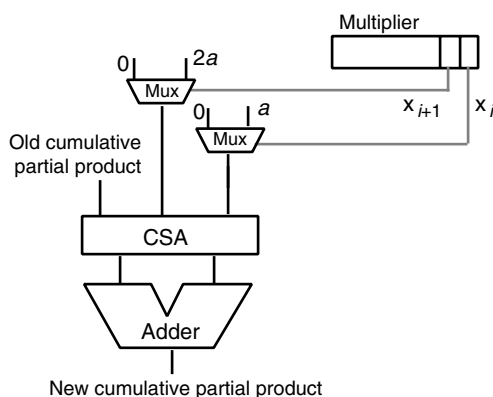 Multiplier
0
2a
Mux
x i+1
x i
0
a
Mux
Old cumulative
partial product
CSA
Adder
New cumulative partial product